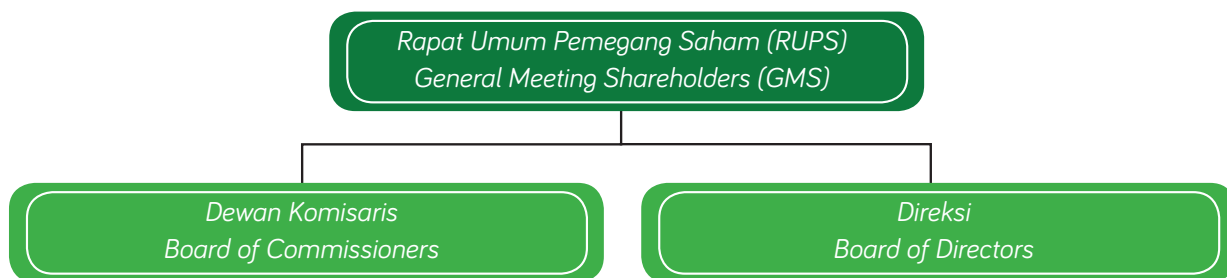 Rapat Umum Pemegang Saham (RUPS)
General Meeting Shareholders (GMS)
Dewan Komisaris
Board of Commissioners
Direksi
Board of Directors